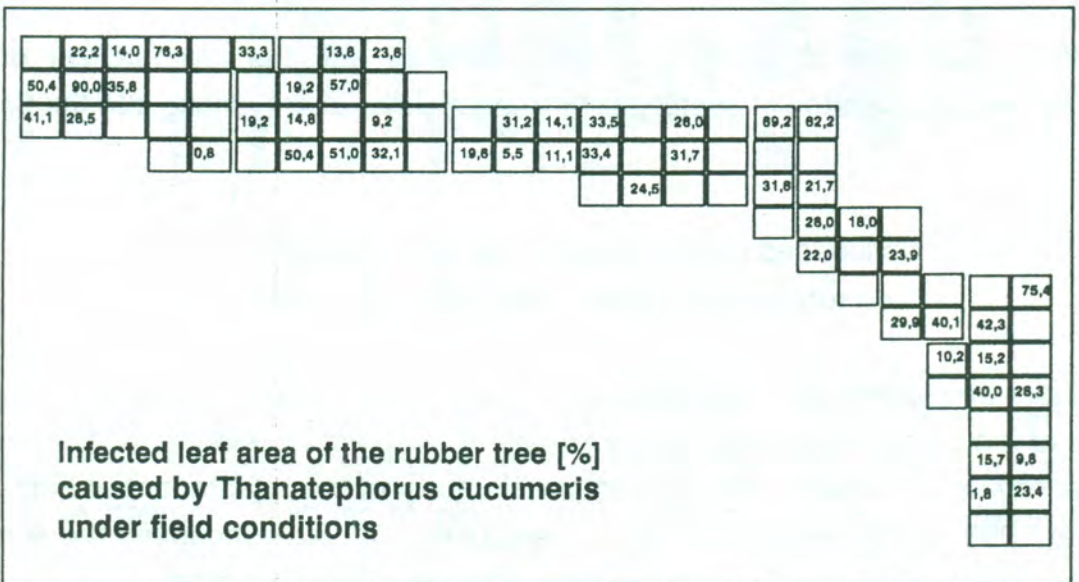 22,2 14,0 76,3 33,3 13,8 23,6
50,4 90,0 35,8 19,2 57,0
41,1 26,5 19,2 14,8 9,2 31,2 14,1 33,5 26,0 69,2 62,2
0,8 50,4 51,0 32,1 19,6 5,5 11,1 33,4 31,7
24,5 31,8 21,7
26,0 18,0
22,0 23,9
75,4
29,9 40,1 42,3
10,2 15,2
40,0 26,3
15,7 9,8
1,8 23,4
Infected leaf area of the rubber tree [%]
caused by Thanatephorus cucumeris
under field conditions